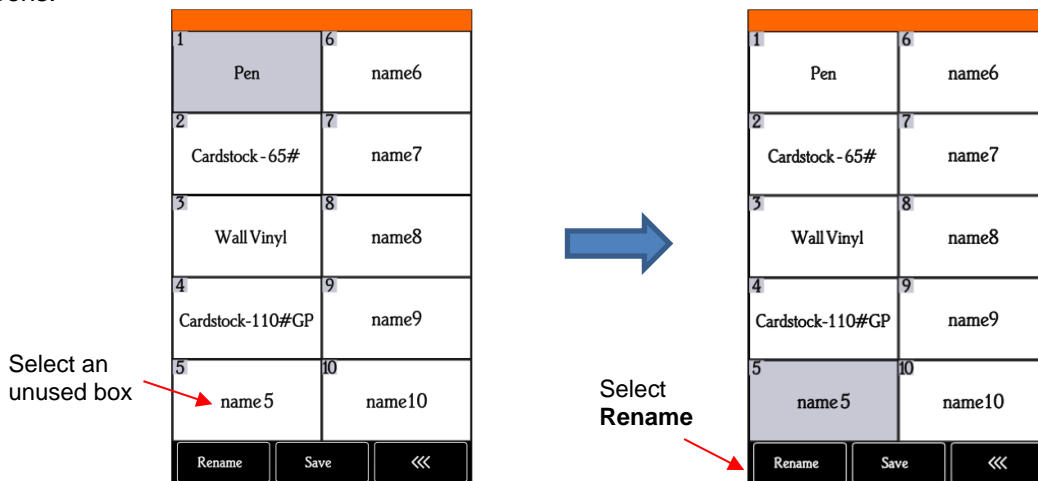 1
Pen
6
name6
2
Cardstock - 65#
7
name7
3
Wall Vinyl
8
name8
4
Cardstock-110#GP
9
name9
5
name 5
10
name10
Rename Save <<<
Select an
unused box
1
Pen
6
name6
2
Cardstock - 65#
7
name7
3
Wall Vinyl
8
name8
4
Cardstock-110#GP
9
name9
5
name 5
10
name10
Rename Save <<<
Select
Rename